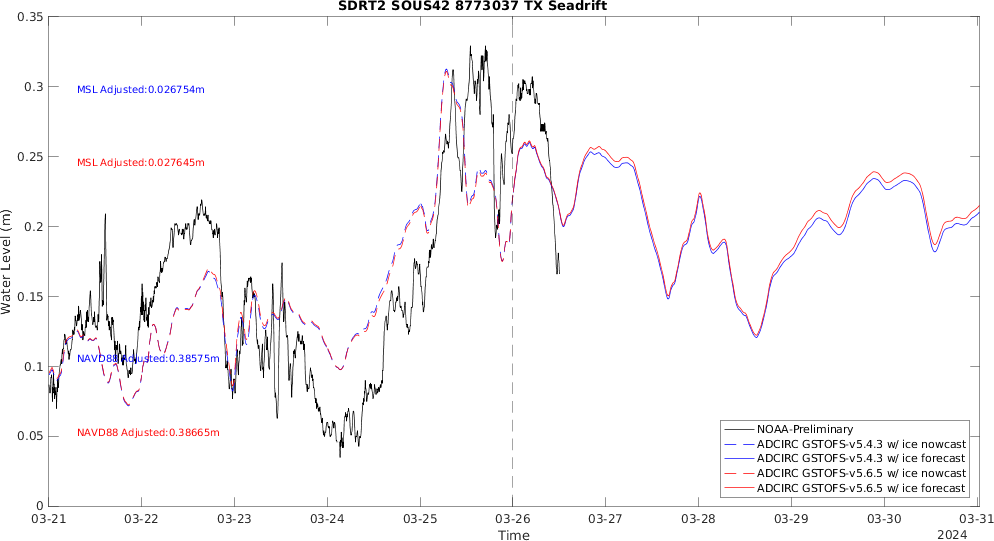 SDRT2 SOUS42 8773037 TX Seadrift
0.35
0.3
0.25
0.2
0.15
0.1
0.05
0
Water Level (m)
MSL Adjusted:0.026754m
MSL Adjusted:0.027645m
NAVD88 Adjusted:0.38575m
NAVD88 Adjusted:0.38665m
NOAA-Preliminary
ADCIRC GSTOFS-v5.4.3 w/ ice nowcast
ADCIRC GSTOFS-v5.4.3 w/ ice forecast
ADCIRC GSTOFS-v5.6.5 w/ ice nowcast
ADCIRC GSTOFS-v5.6.5 w/ ice forecast
03-21 03-22 03-23 03-24 03-25 03-26 03-27 03-28 03-29 03-30 03-31
Time
2024